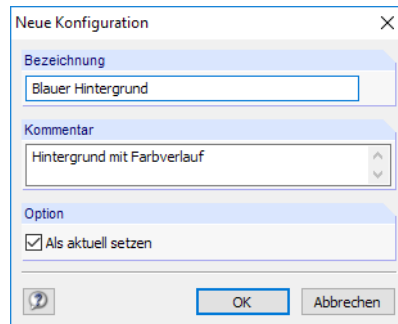 Neue Konfiguration
Bezeichnung
Blauer Hintergrund
Kommentar
Hintergrund mit Farbverlauf
Option
Als aktuell setzen
OK
Abbrechen